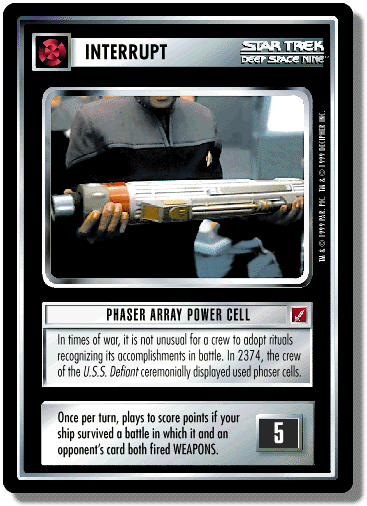 INTERRUPT
STAR TREK
DEEP SPACE NINE
TM & © 1999 PAR. PIC. TM & © 1999 DECIPHER INC.
PHASER ARRAY POWER CELL
In times of war, it is not unusual for a crew to adopt rituals
recognizing its accomplishments in battle. In 2374, the crew
of the U.S.S. Defiant ceremonially displayed used phaser cells.
Once per turn, plays to score points if your
ship survived a battle in which it and an
opponent's card both fired WEAPONS.
5